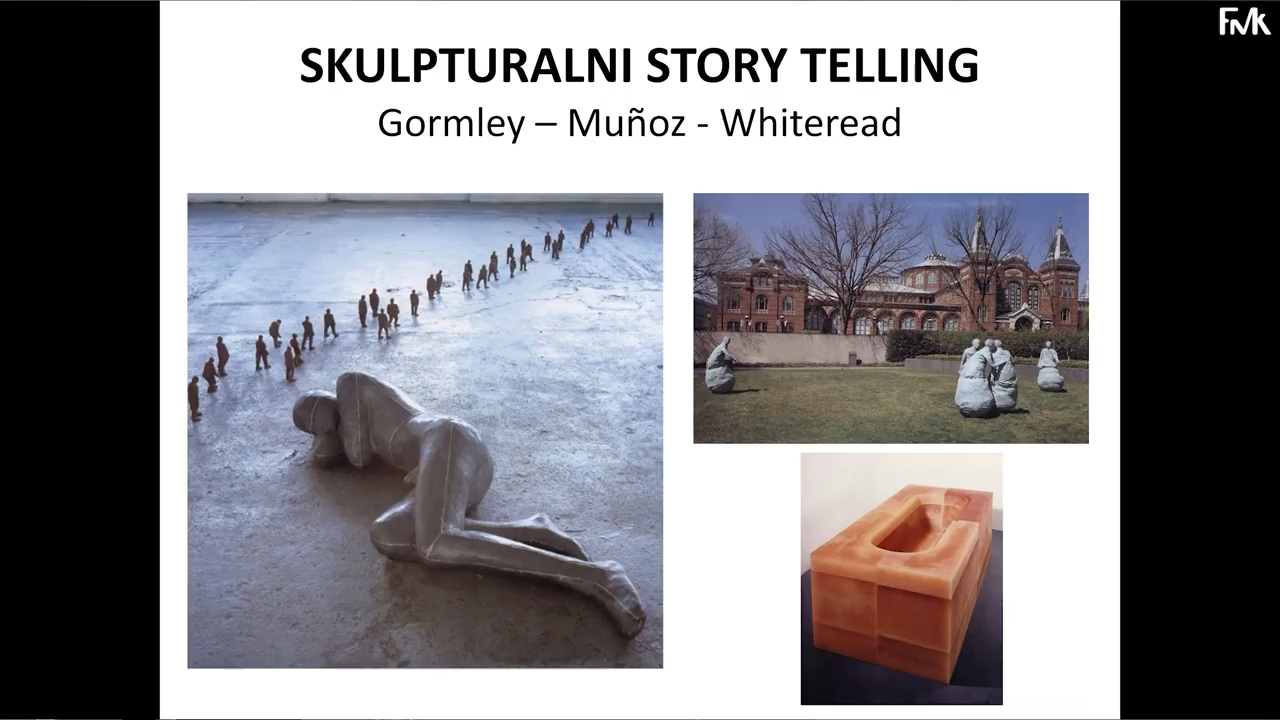 FMK
SKULPTURALNI STORY TELLING
Gormley – Muñoz - Whiteread